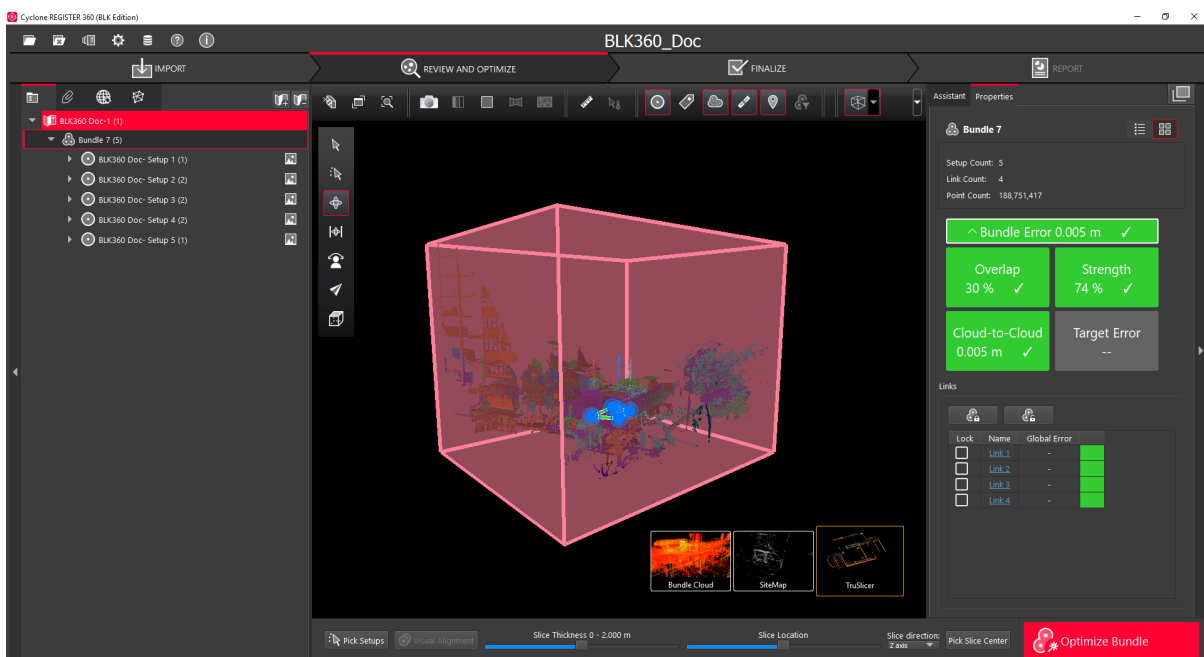 Cyclone REGISTER 360 (BLK Edition)
BLK360_Doc
IMPORT
REVIEW AND OPTIMIZE
FINALIZE
REPORT
BLK360 Doc-1 (1)
Bundle 7 (5)
BLK360 Doc- Setup 1 (1)
BLK360 Doc- Setup 2 (2)
BLK360 Doc- Setup 3 (2)
BLK360 Doc- Setup 4 (2)
BLK360 Doc- Setup 5 (1)
Bundle Cloud
SiteMap
TruSlicer
Pick Setups
Visual Alignment
Slice Thickness 0 - 2.000 m
Slice Location
Slice direction:
Z axis
Pick Slice Center
Assistant Properties
Bundle 7
Setup Count: 5
Link Count: 4
Point Count: 188,751,417
Bundle Error 0.005 m
Overlap
30 %
Strength
74 %
Cloud-to-Cloud
0.005 m
Target Error
--
Links
Lock Name Global Error
Link 1 -
Link 2 -
Link 3 -
Link 4 -
Optimize Bundle